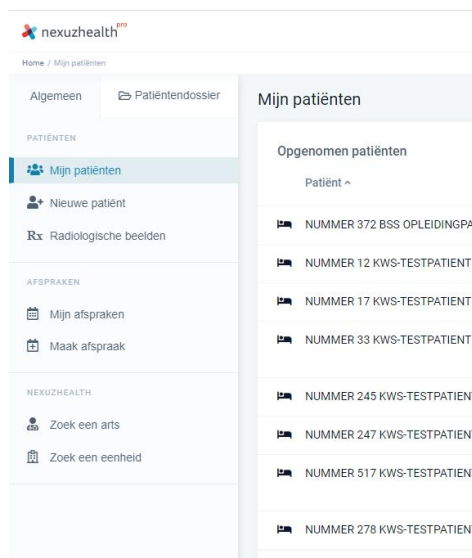 nexuzhealth pro
Home / Mijn patiënten
Algemeen
Patiëntendossier
PATIËNTEN
Mijn patiënten
Nieuwe patiënt
Rx Radiologische beelden
AFSPRAKEN
Mijn afspraken
Maak afspraak
NEXUZHEALTH
Zoek een arts
Zoek een eenheid
Mijn patiënten
Opgenomen patiënten
Patiënt
NUMMER 372 BSS OPLEIDINGPA
NUMMER 12 KWS-TESTPATIENT
NUMMER 17 KWS-TESTPATIENT
NUMMER 33 KWS-TESTPATIENT
NUMMER 245 KWS-TESTPATIEN
NUMMER 247 KWS-TESTPATIEN
NUMMER 517 KWS-TESTPATIEN
NUMMER 278 KWS-TESTPATIEN